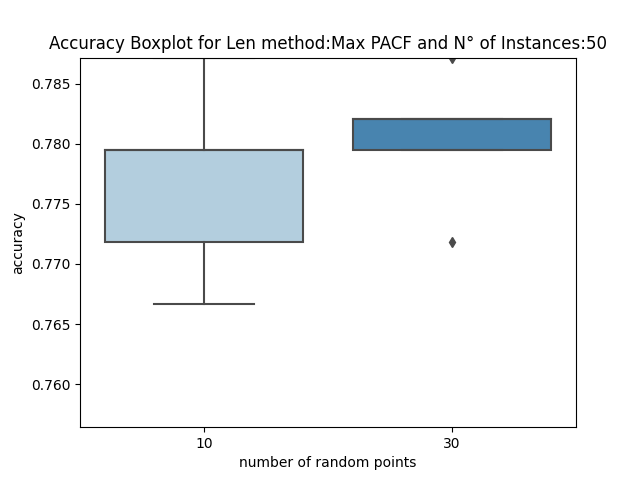 Accuracy Boxplot for Len method:Max PACF and N° of Instances:50
0.785
0.780
0.775
0.770
0.765
0.760
accuracy
10
30
number of random points